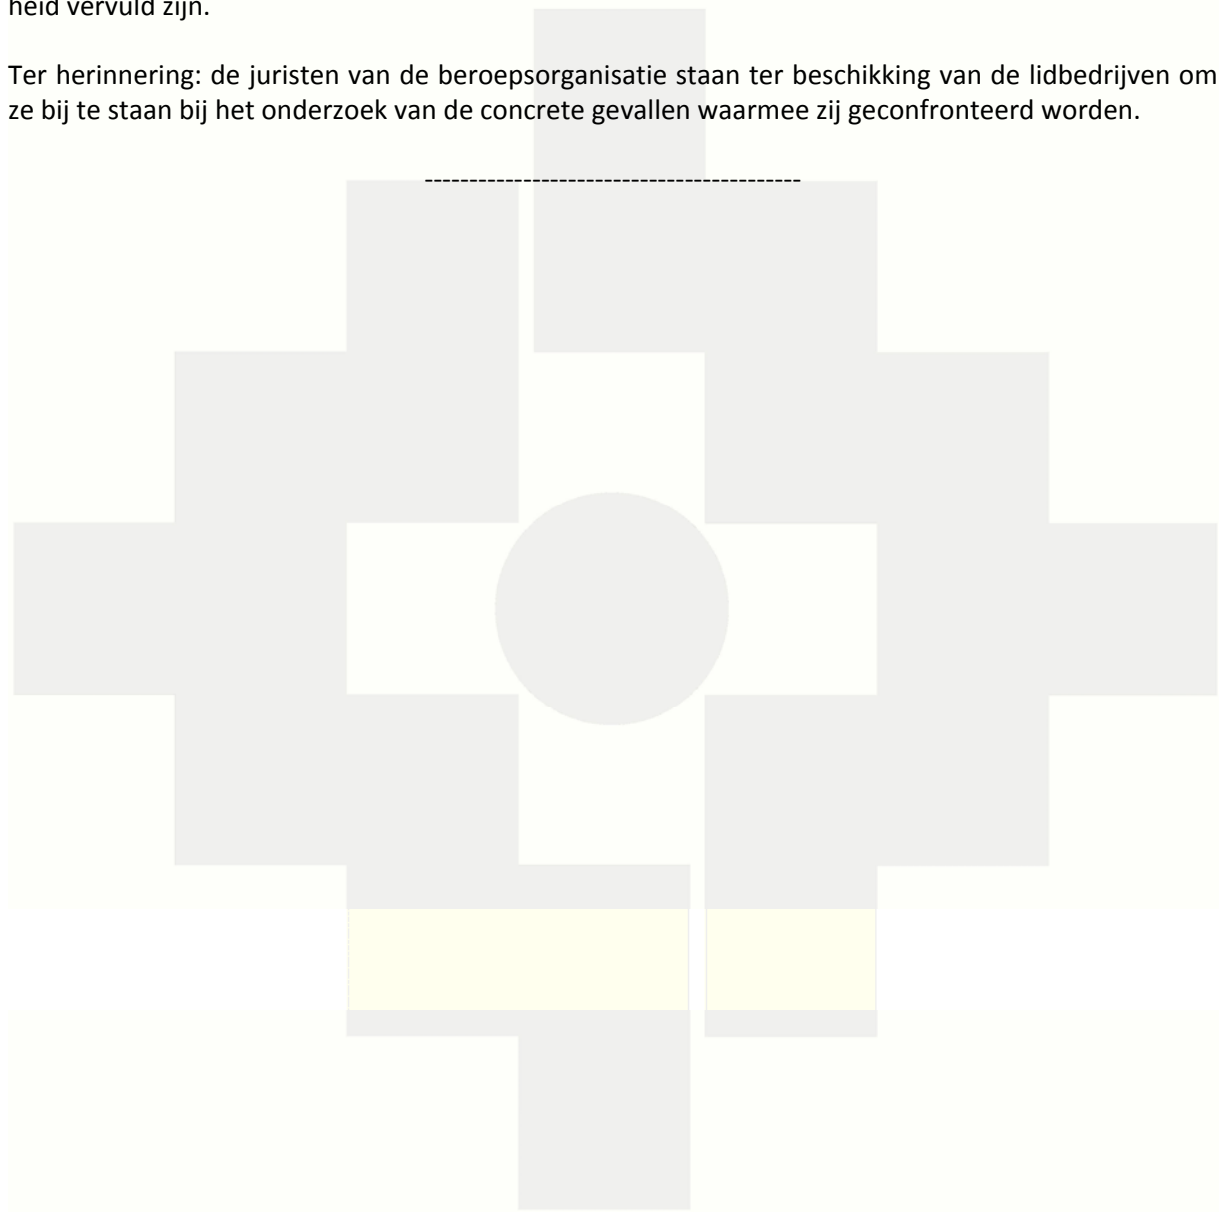 heid vervuld zijn.
Ter herinnering: de juristen van de beroepsorganisatie staan ter beschikking van de lidbedrijven om
ze bij te staan bij het onderzoek van de concrete gevallen waarmee zij geconfronteerd worden.
-----------------------------------------